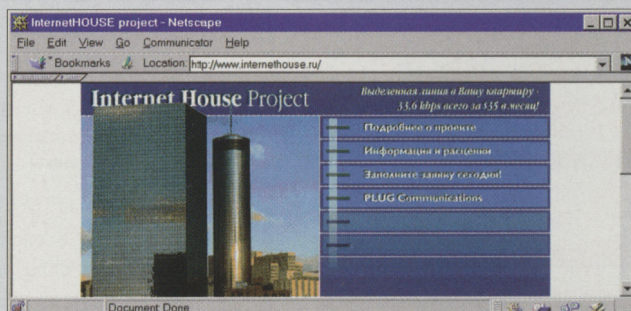 InternetHOUSE project - Netscape
File Edit View Go Communicator Help
Bookmarks Location: http://www.internethouse.ru/
Internet House Project
Выделенная линия в Вашу квартиру -
33,6 kbps всего за $35 в месяц!
Подробнее о проекте
Информация и расценки
Заполните заявку сегодня!
PLUG Communications
Document Done